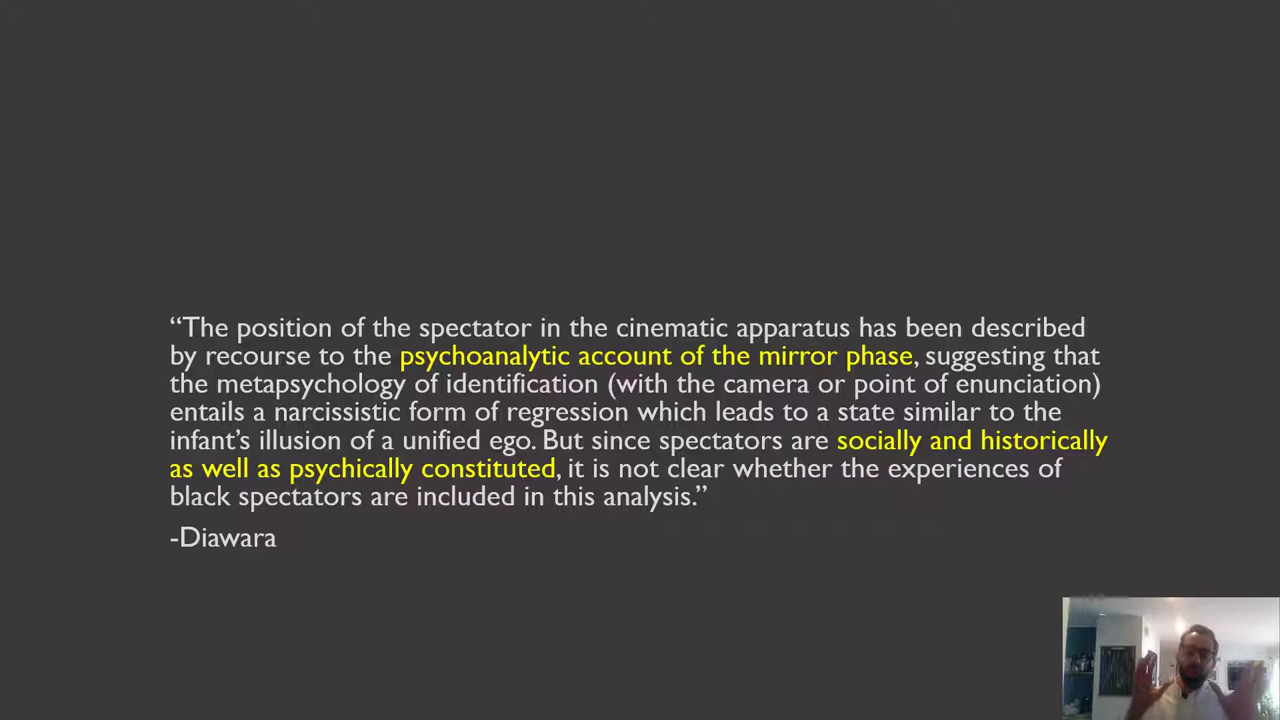 “The position of the spectator in the cinematic apparatus has been described
by recourse to the psychoanalytic account of the mirror phase, suggesting that
the metapsychology of identification (with the camera or point of enunciation)
entails a narcissistic form of regression which leads to a state similar to the
infant’s illusion of a unified ego. But since spectators are socially and historically
as well as psychically constituted, it is not clear whether the experiences of
black spectators are included in this analysis.”
-Diawara